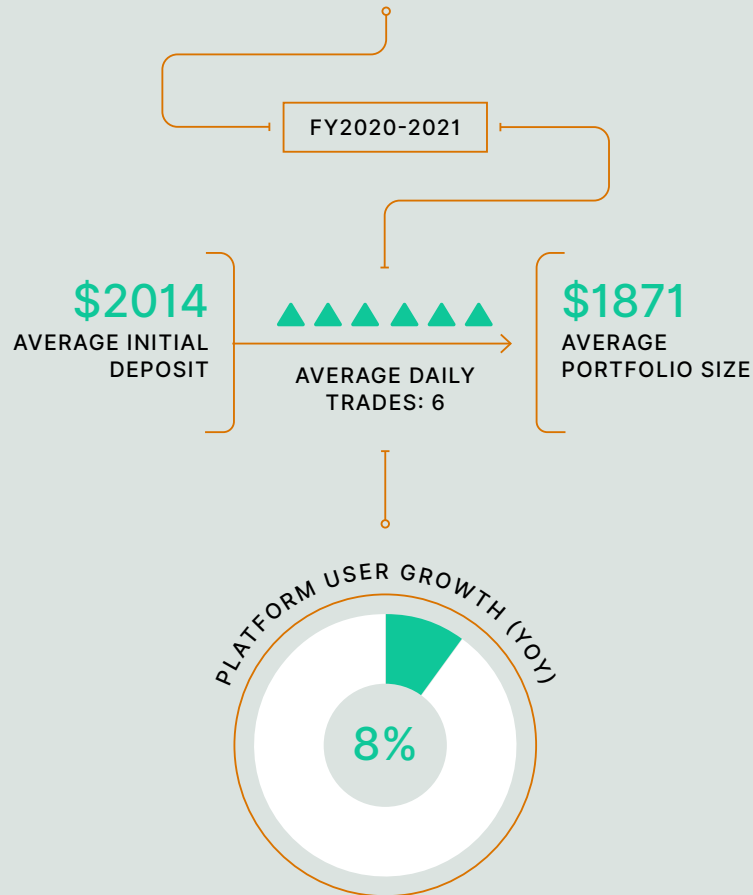 FY2020-2021
$2014
AVERAGE INITIAL
DEPOSIT
AVERAGE DAILY
TRADES: 6
$1871
AVERAGE
PORTFOLIO SIZE
PLATFORM USER GROWTH (YOY)
8%